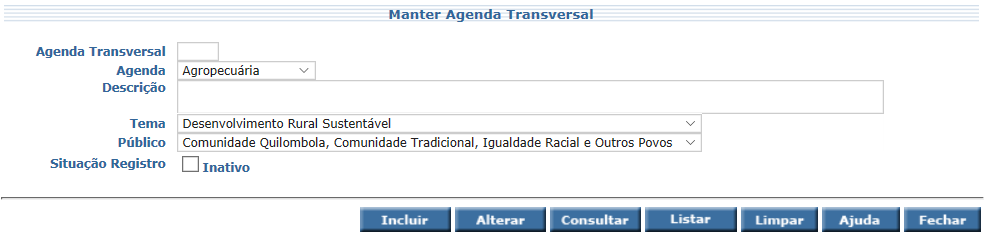 Manter Agenda Transversal
Agenda Transversal
Agenda Agropecuária
Descrição
Tema Desenvolvimento Rural Sustentável
Público Comunidade Quilombola, Comunidade Tradicional, Igualdade Racial e Outros Povos
Situação Registro Inativo
Incluir Alterar Consultar Listar Limpar Ajuda Fechar